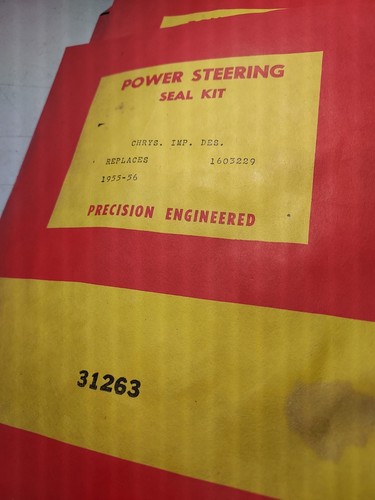 POWER STEERING
SEAL KIT
CHRYS. IMP. DES.
REPLACES 1603229
1955-56
PRECISION ENGINEERED
31263